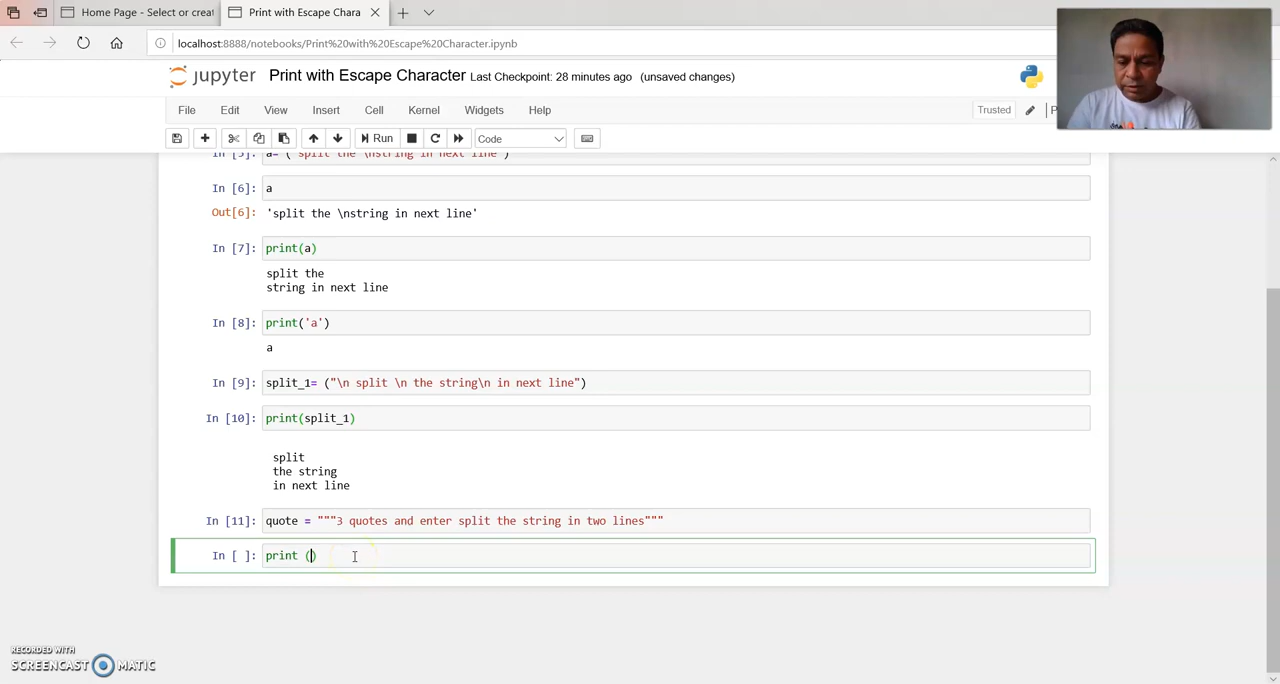 Home Page - Select or creat
Print with Escape Chara
localhost:8888/notebooks/Print%20with%20Escape%20Character.ipynb
jupyter Print with Escape Character Last Checkpoint: 28 minutes ago (unsaved changes)
File Edit View Insert Cell Kernel Widgets Help
Trusted
Run Code
In [5]: a= ("split the \nstring in next line")
In [6]: a
Out[6]: 'split the \nstring in next line'
In [7]: print(a)
split the
string in next line
In [8]: print('a')
a
In [9]: split_1= ("\n split \n the string\n in next line")
In [10]: print(split_1)
split
the string
in next line
In [11]: quote = """3 quotes and enter split the string in two lines"""
In [ ]: print ()
RECORDED WITH
SCREENCAST MATIC